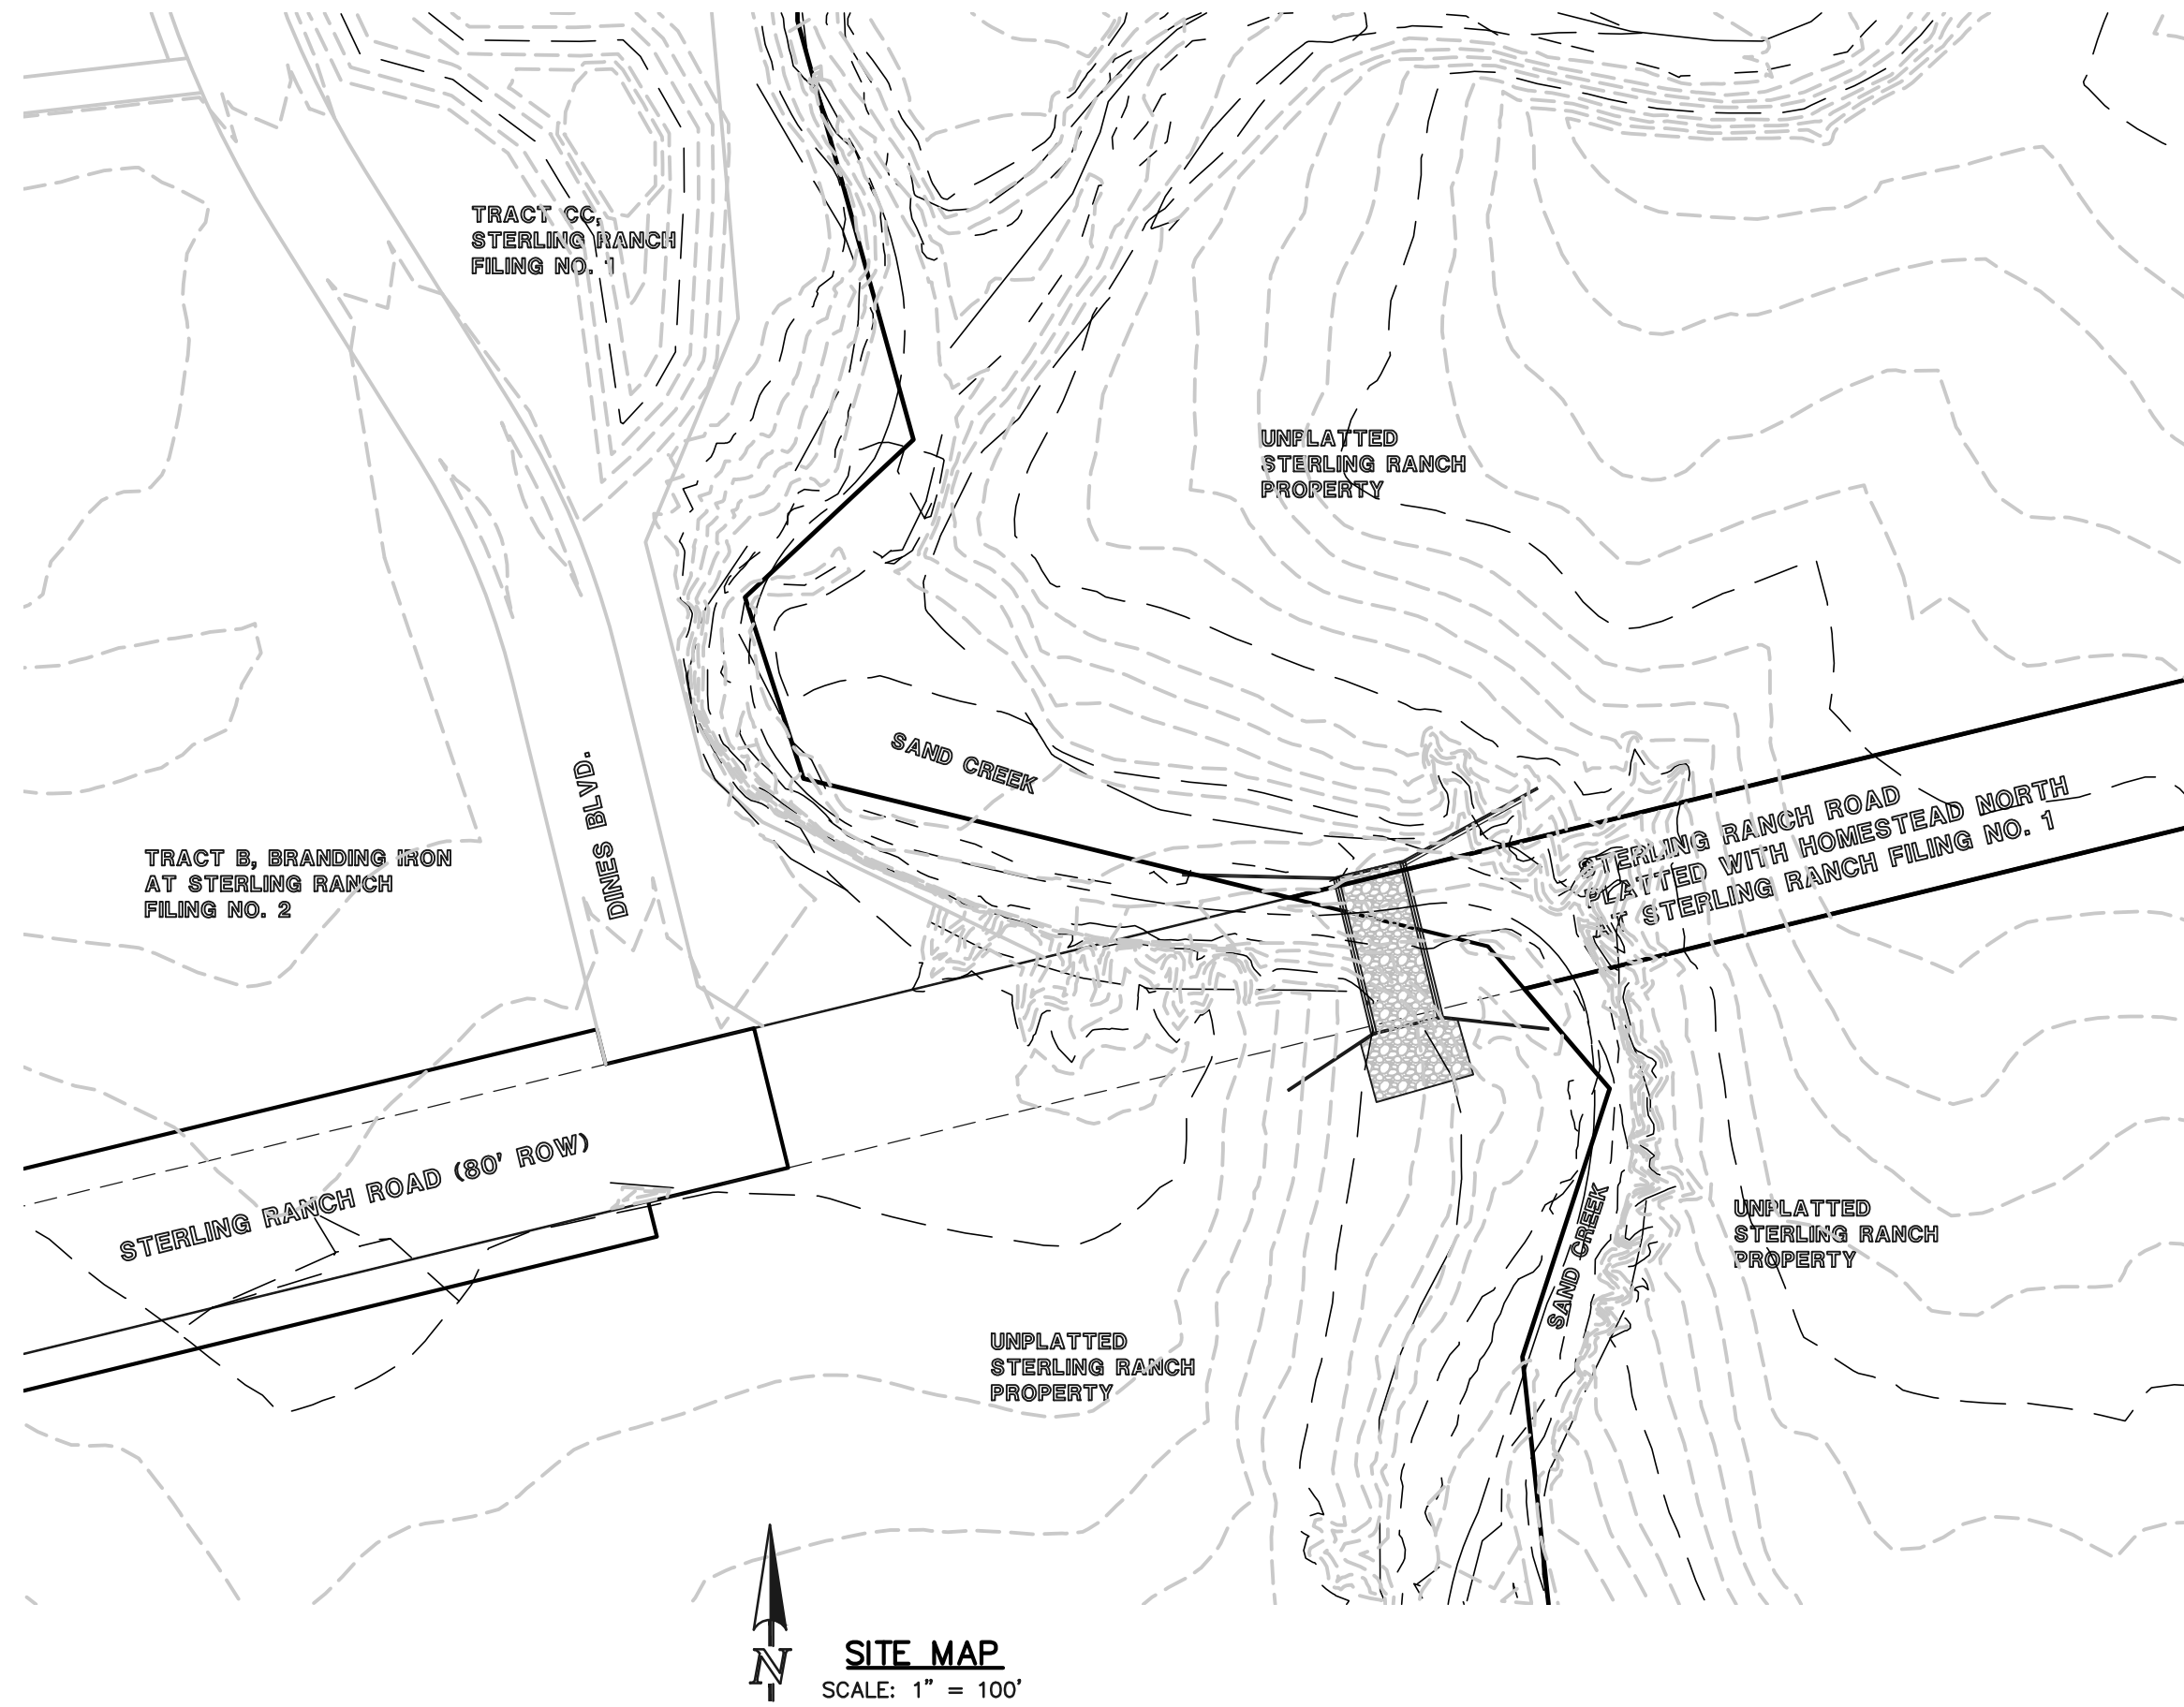 TRACT CC,
STERLING RANCH
FILING NO. 1
UNPLATTED
STERLING RANCH
PROPERTY
SAND CREEK
DINES BLVD.
STERLING RANCH ROAD
PLATTED WITH HOMESTEAD NORTH
AT STERLING RANCH FILING NO. 1
TRACT B, BRANDING IRON
AT STERLING RANCH
FILING NO. 2
STERLING RANCH ROAD (80' ROW)
SAND CREEK
UNPLATTED
STERLING RANCH
PROPERTY
UNPLATTED
STERLING RANCH
PROPERTY
N
SITE MAP
SCALE: 1" = 100'